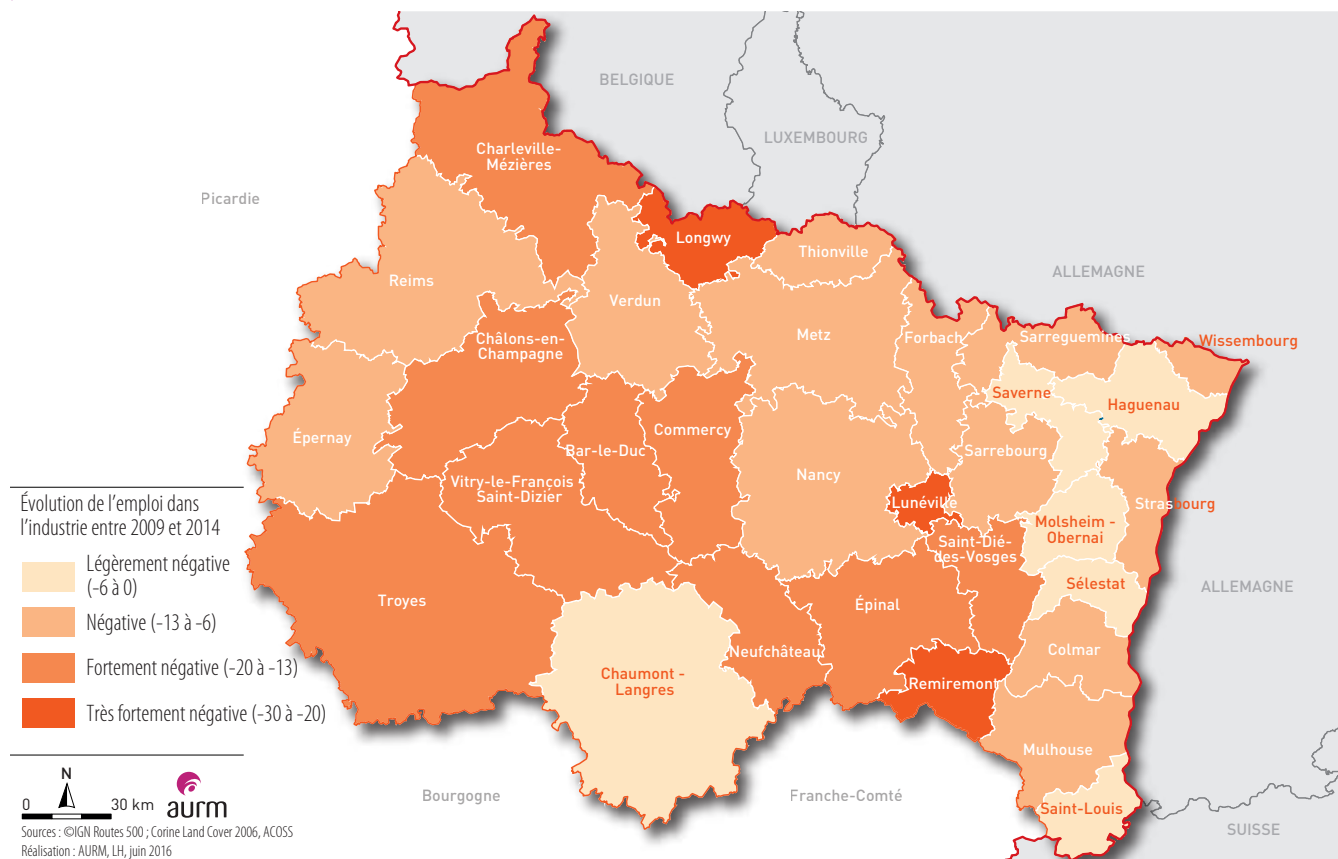 BELGIQUE
LUXEMBOURG
Picardie
ALLEMAGNE
Charleville-
Mézières
Longwy
Thionville
Reims
Verdun
Metz
Forbach
Sarreguemines
Wissembourg
Châlons-en-
Champagne
Saverne
Haguenau
Épernay
Bar-le-Duc
Commercy
Nancy
Sarrebourg
Vitry-le-François
Saint-Dizier
Lunéville
Strasbourg
Molsheim -
Obernai
Saint-Dié-
des-Vosges
Sélestat
ALLEMAGNE
Troyes
Épinal
Neufchâteau
Colmar
Chaumont -
Langres
Remiremont
Mulhouse
Saint-Louis
Bourgogne
Franche-Comté
SUISSE
Évolution de l'emploi dans
l'industrie entre 2009 et 2014
Légèrement négative
(-6 à 0)
Négative (-13 à -6)
Fortement négative (-20 à -13)
Très fortement négative (-30 à -20)
N
0 30 km
aurm
Sources : ©IGN Routes 500 ; Corine Land Cover 2006, ACOSS
Réalisation : AURM, LH, juin 2016